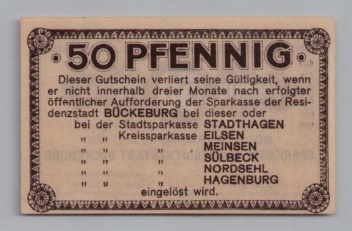 · 50 PFENNIG ·
Dieser Gutschein verliert seine Gültigkeit, wenn
er nicht innerhalb dreier Monate nach erfolgter
öffentlicher Aufforderung der Sparkasse der Resi-
denzstadt BÜCKEBURG bei dieser oder
bei der Stadtsparkasse STADTHAGEN
" " Kreissparkasse EILSEN
" " " MEINSEN
" " " SÜLBECK
" " " NORDSEHL
" " " HAGENBURG
eingelöst wird.